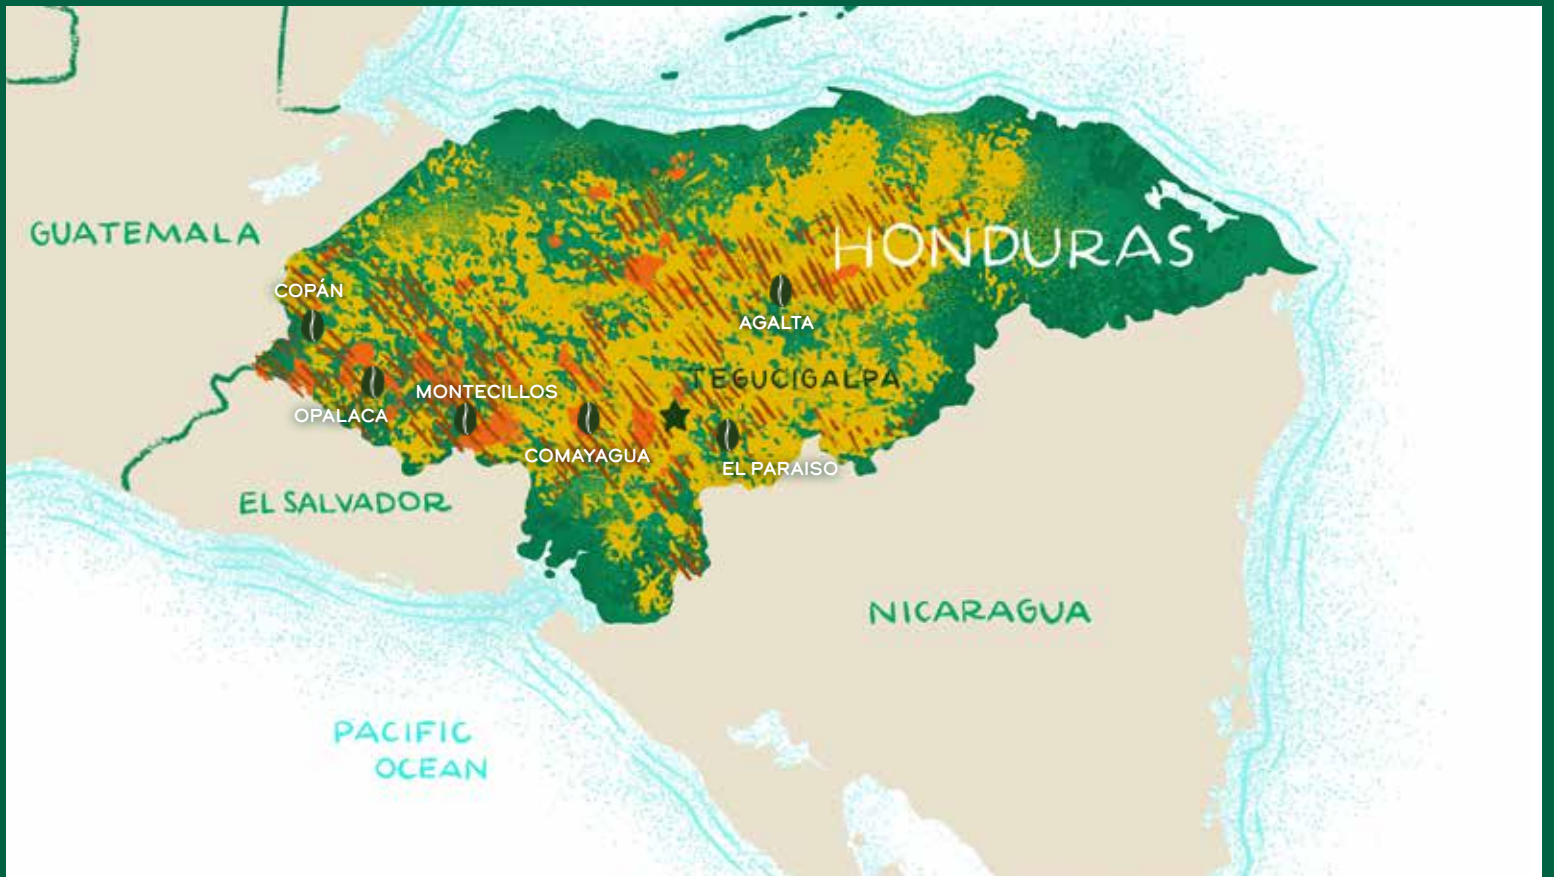 GUATEMALA
HONDURAS
COPÁN
AGALTA
TEGUCIGALPA
MONTECILLOS
OPALACA
COMAYAGUA
EL PARAISO
EL SALVADOR
NICARAGUA
PACIFIC
OCEAN